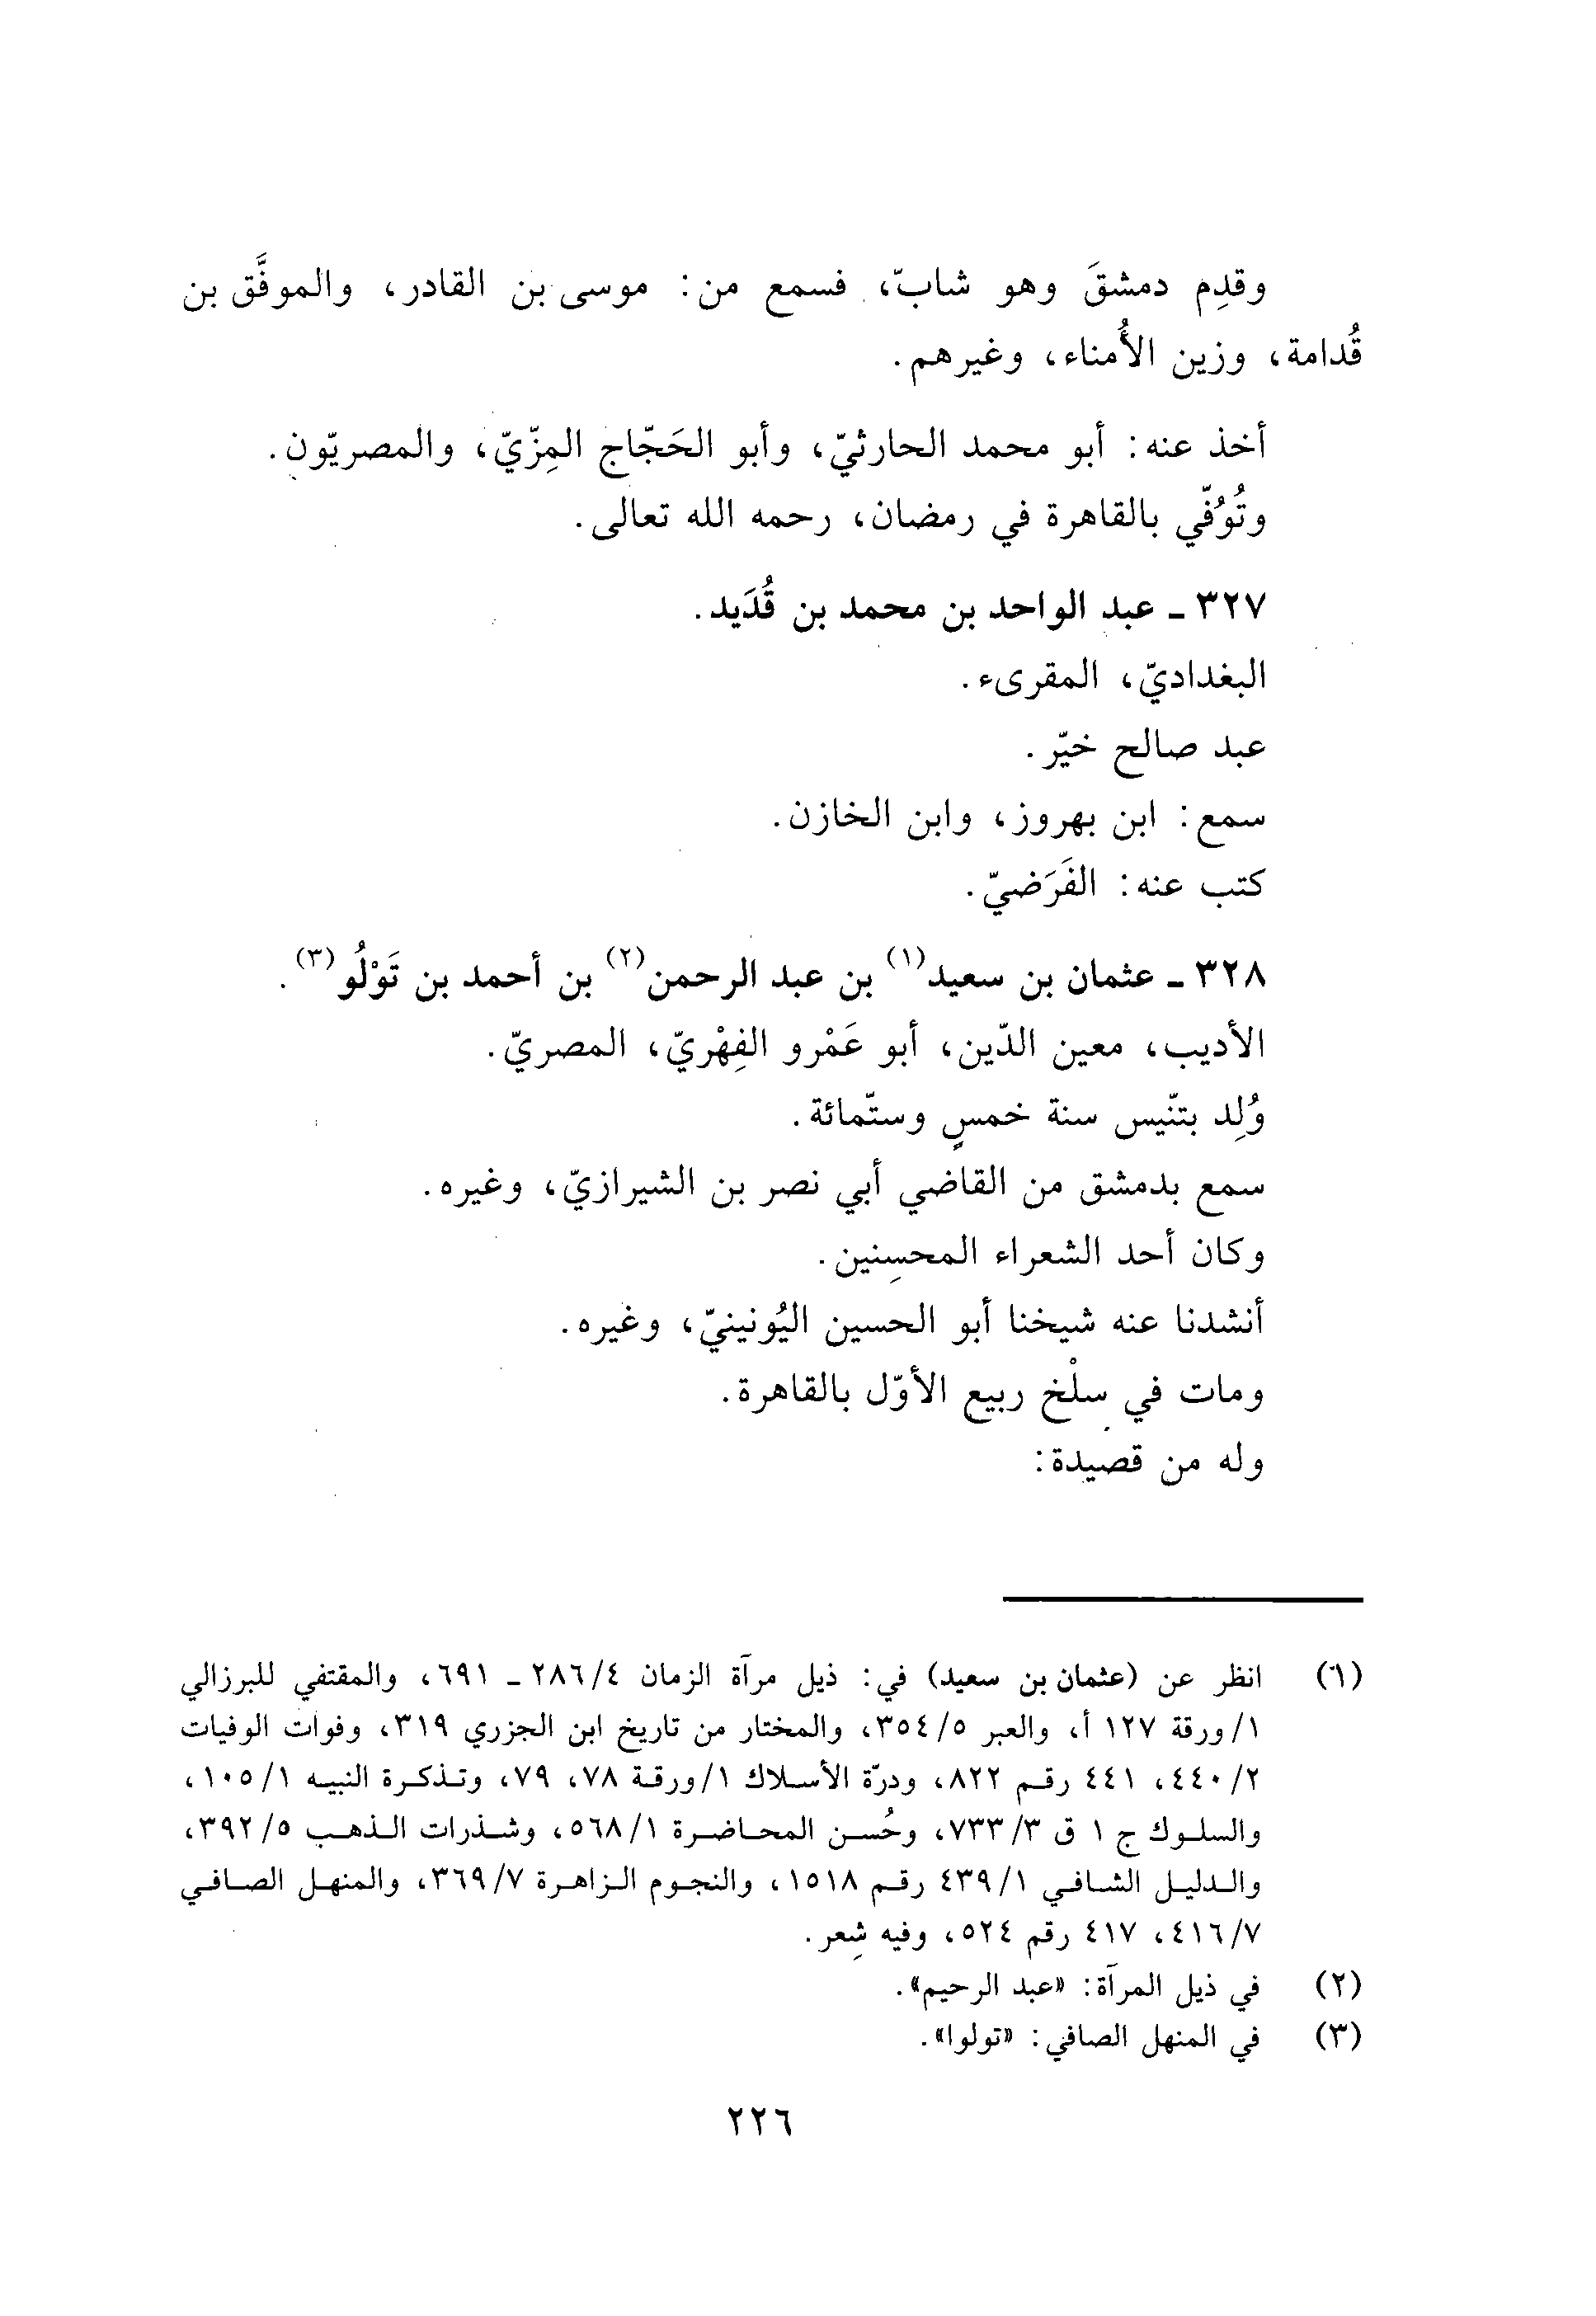 وقدِم دمشقَ وهو شابّ، فسمع من: موسى بن القادر، والموفَّق بن
قُدامة، وزين الأُمناء، وغيرهم.
أخذ عنه: أبو محمد الحارثيّ، وأبو الحَجّاج المِزّيّ، والمصريّون.
وتُوُفّي بالقاهرة في رمضان، رحمه الله تعالى.
٣٢٧ ـ عبد الواحد بن محمد بن قُدَيد.
البغداديّ، المقرىء.
عبد صالح خيّر.
سمع: ابن بهروز، وابن الخازن.
كتب عنه: الفَرَضيّ.
٣٢٨ ـ عثمان بن سعيد(١) بن عبد الرحمن(٢) بن أحمد بن تَوْلُو(٣).
الأديب، معين الدّين، أبو عَمْرو الفِهْريّ، المصريّ.
وُلِد بتنّيس سنة خمسٍ وستّمائة.
سمع بدمشق من القاضي أبي نصر بن الشيرازيّ، وغيره.
وكان أحد الشعراء المحسِنين.
أنشدنا عنه شيخنا أبو الحسين اليُونينيّ، وغيره.
ومات في سلْخ ربيع الأوّل بالقاهرة.
وله من قصيدة:
(٦) انظر عن (عثمان بن سعيد) في: ذيل مرآة الزمان ٢٨٦/٤ ـ ٦٩١، والمقتفي للبرزالي
١/ورقة ١٢٧ أ، والعبر ٣٥٤/٥، والمختار من تاريخ ابن الجزري ٣١٩، وفوات الوفيات
٤٤٠/٢، ٤٤١ رقم ٨٢٢، ودرّة الأسلاك ١/ورقة ٧٨، ٧٩، وتذكرة النبيه ١٠٥/١،
والسلوك ج ١ ق ٧٣٣/٣، وحُسن المحاضرة ٥٦٨/١، وشذرات الذهب ٣٩٢/٥،
والدليل الشافي ٤٣٩/١ رقم ١٥١٨، والنجوم الزاهرة ٣٦٩/٧، والمنهل الصافي
٤١٦/٧، ٤١٧ رقم ٥٢٤، وفيه شِعر.
(٢) في ذيل المرآة: «عبد الرحيم».
(٣) في المنهل الصافي: «تولوا».
٢٢٦